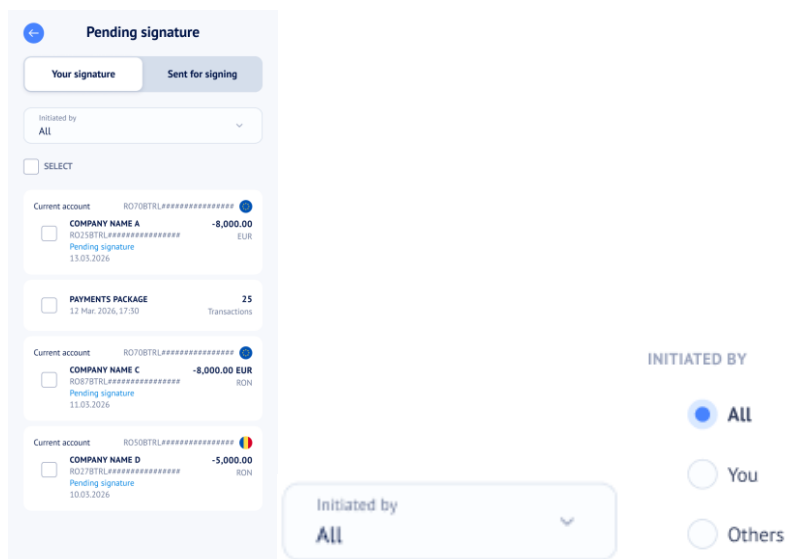 Pending signature
Your signature
Sent for signing
Initiated by
All
SELECT
Current account RO70BTRL################
COMPANY NAME A -8,000.00
RO25BTRL################ EUR
Pending signature
13.03.2026
PAYMENTS PACKAGE 25
12 Mar. 2026, 17:30 Transactions
Current account RO70BTRL################
COMPANY NAME C -8,000.00 EUR
RO87BTRL################ RON
Pending signature
11.03.2026
Current account RO50BTRL################
COMPANY NAME D -5,000.00
RO27BTRL################ RON
Pending signature
10.03.2026
Initiated by
All
INITIATED BY
All
You
Others